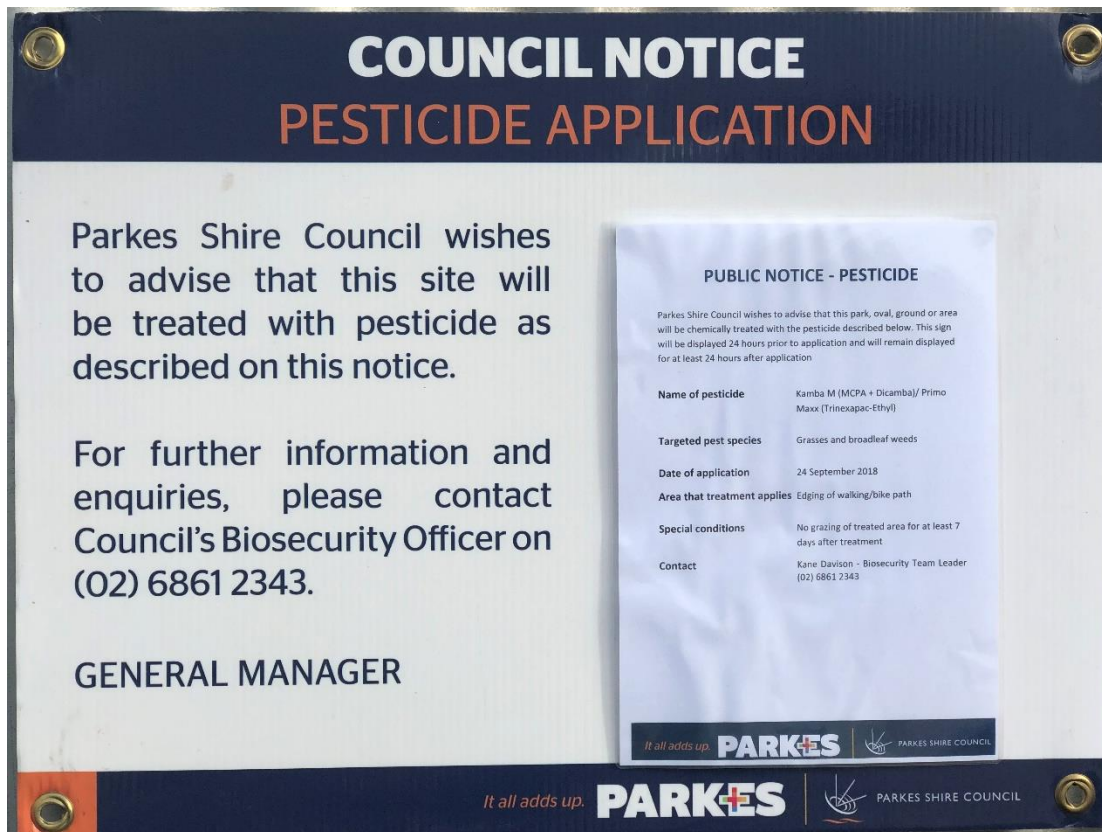 COUNCIL NOTICE
PESTICIDE APPLICATION
Parkes Shire Council wishes
to advise that this site will
be treated with pesticide as
described on this notice.
For further information and
enquiries, please contact
Council's Biosecurity Officer on
(02) 6861 2343.
GENERAL MANAGER
PUBLIC NOTICE - PESTICIDE
Parkes Shire Council wishes to advise that this park, oval, ground or area
will be chemically treated with the pesticide described below. This sign
will be displayed 24 hours prior to application and will remain displayed
for at least 24 hours after application
Name of pesticide Kamba M (MCPA + Dicamba)/ Primo
Maxx (Trinexapac-Ethyl)
Targeted pest species Grasses and broadleaf weeds
Date of application 24 September 2018
Area that treatment applies Edging of walking/bike path
Special conditions No grazing of treated area for at least 7
days after treatment
Contact Kane Davison - Biosecurity Team Leader
(02) 6861 2343
It all adds up. PARKES PARKES SHIRE COUNCIL
It all adds up. PARKES PARKES SHIRE COUNCIL